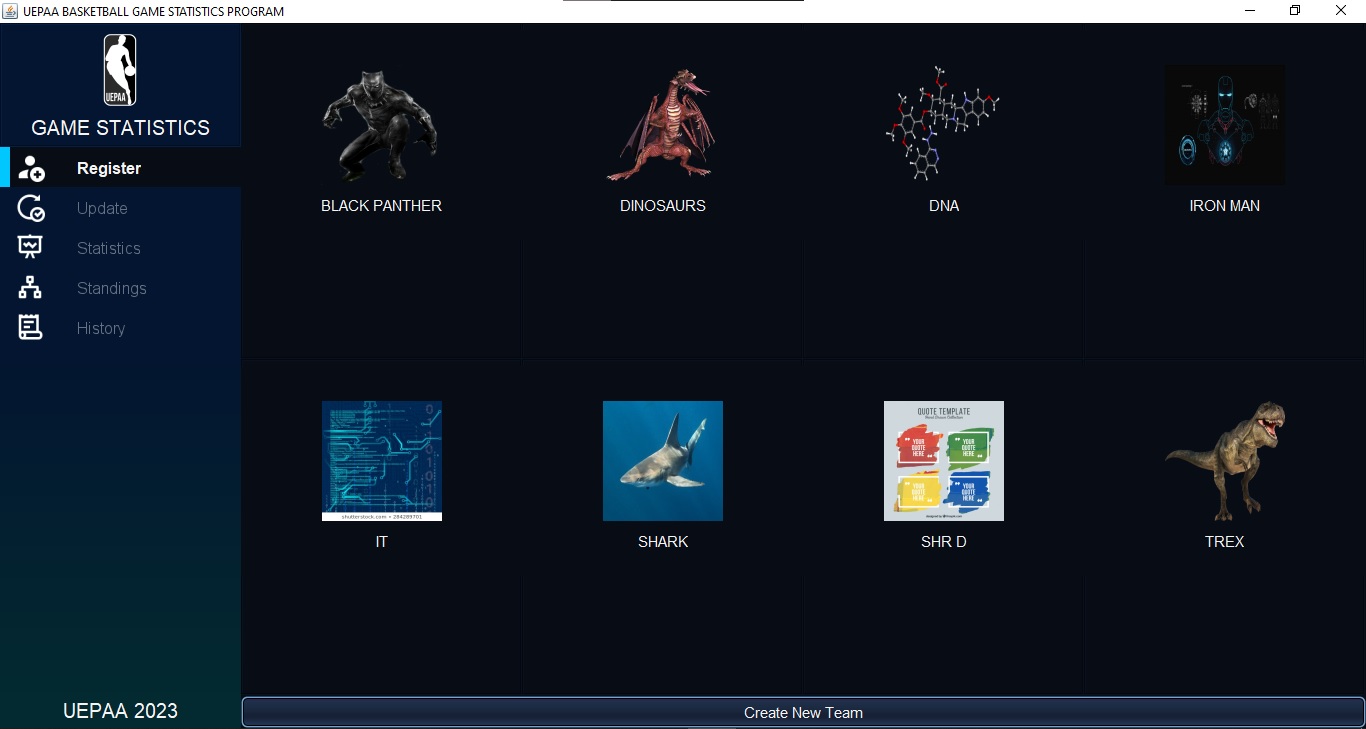 UEPAA BASKETBALL GAME STATISTICS PROGRAM
UEPAA
GAME STATISTICS
Register
Update
Statistics
Standings
History
UEPAA 2023
BLACK PANTHER
DINOSAURS
DNA
IRON MAN
shutterstock.com • 284289701
IT
SHARK
QUOTE TEMPLATE
" YOUR QUOTE HERE "
" YOUR QUOTE HERE "
" YOUR QUOTE HERE "
" YOUR QUOTE HERE "
SHR D
TREX
Create New Team